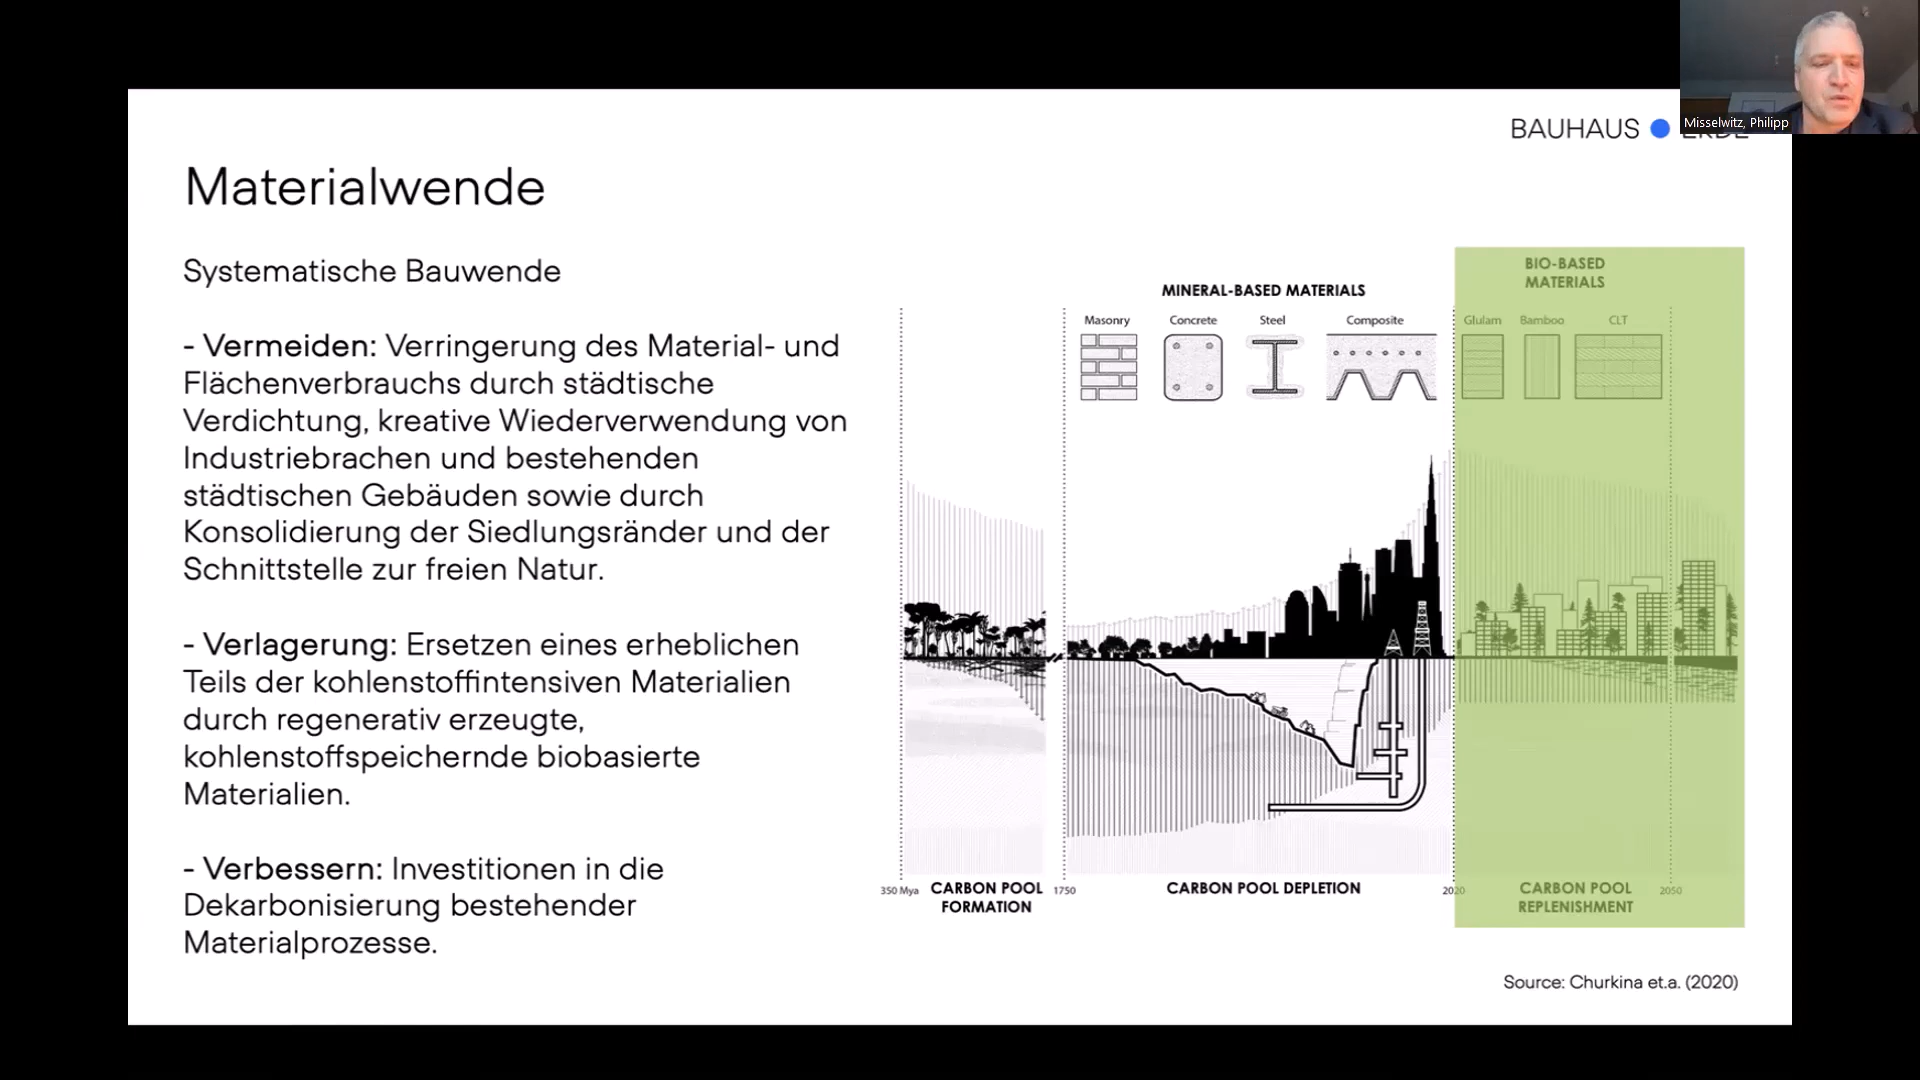 Misselwitz, Philipp
BAUHAUS ERDE
Materialwende
Systematische Bauwende
- Vermeiden: Verringerung des Material- und
Flächenverbrauchs durch städtische
Verdichtung, kreative Wiederverwendung von
Industriebrachen und bestehenden
städtischen Gebäuden sowie durch
Konsolidierung der Siedlungsränder und der
Schnittstelle zur freien Natur.
- Verlagerung: Ersetzen eines erheblichen
Teils der kohlenstoffintensiven Materialien
durch regenerativ erzeugte,
kohlenstoffspeichernde biobasierte
Materialien.
- Verbessern: Investitionen in die
Dekarbonisierung bestehender
Materialprozesse.
MINERAL-BASED MATERIALS
Masonry Concrete Steel Composite
BIO-BASED
MATERIALS
Glulam Bamboo CLT
350 Mya
CARBON POOL
FORMATION
1750
CARBON POOL DEPLETION
2020
CARBON POOL
REPLENISHMENT
2050
Source: Churkina et.a. (2020)